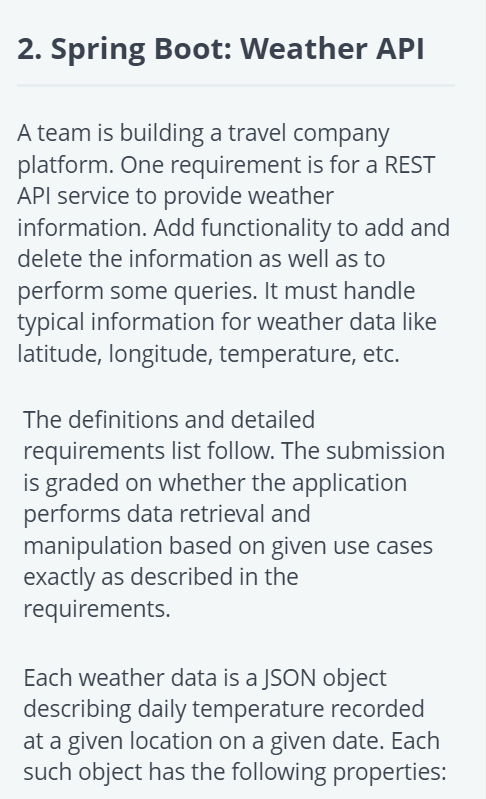 2. Spring Boot: Weather API
A team is building a travel company
platform. One requirement is for a REST
API service to provide weather
information. Add functionality to add and
delete the information as well as to
perform some queries. It must handle
typical information for weather data like
latitude, longitude, temperature, etc.
The definitions and detailed
requirements list follow. The submission
is graded on whether the application
performs data retrieval and
manipulation based on given use cases
exactly as described in the
requirements.
Each weather data is a JSON object
describing daily temperature recorded
at a given location on a given date. Each
such object has the following properties: